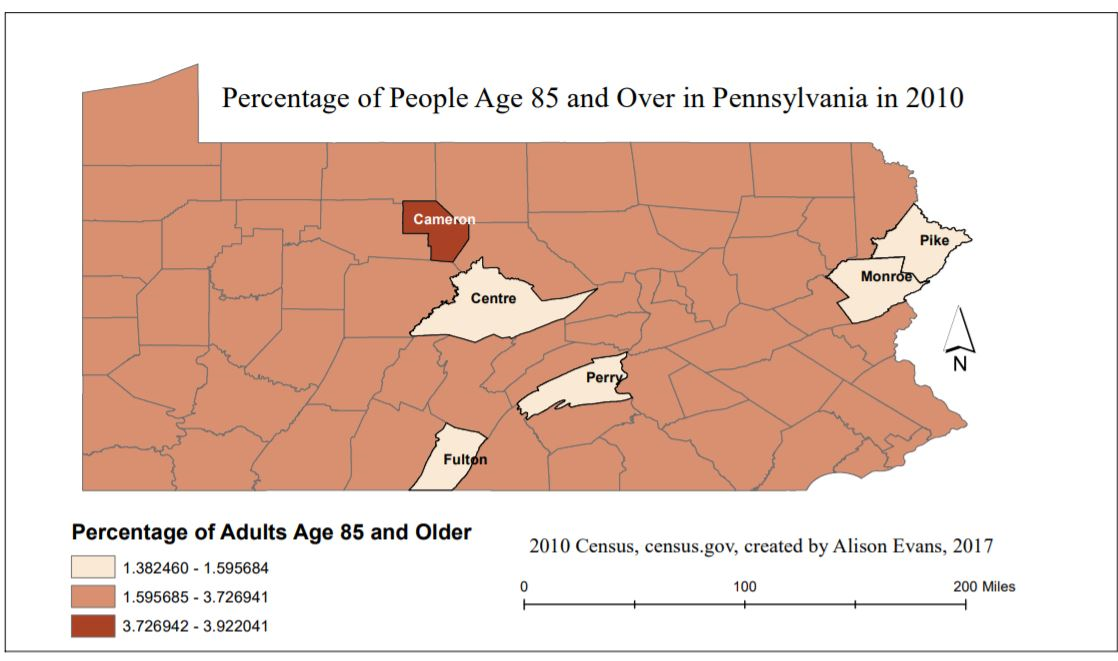 Percentage of People Age 85 and Over in Pennsylvania in 2010
Cameron
Pike
Monroe
Centre
N
Perry
Fulton
Percentage of Adults Age 85 and Older
1.382460 - 1.595684
1.595685 - 3.726941
3.726942 - 3.922041
2010 Census, census.gov, created by Alison Evans, 2017
0 100 200 Miles